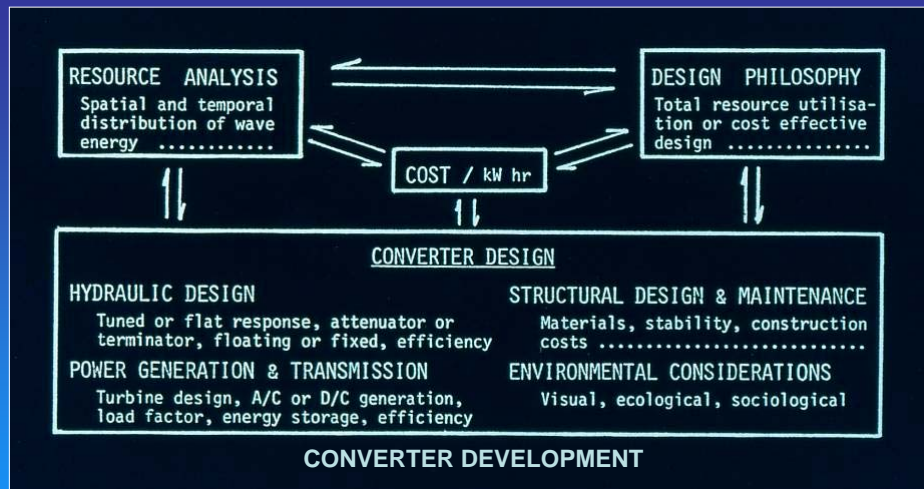 RESOURCE ANALYSIS
Spatial and temporal
distribution of wave
energy ............
DESIGN PHILOSOPHY
Total resource utilisa-
tion or cost effective
design ...............
COST / kW hr
CONVERTER DESIGN
HYDRAULIC DESIGN
Tuned or flat response, attenuator or
terminator, floating or fixed, efficiency
POWER GENERATION & TRANSMISSION
Turbine design, A/C or D/C generation,
load factor, energy storage, efficiency
STRUCTURAL DESIGN & MAINTENANCE
Materials, stability, construction
costs ............................
ENVIRONMENTAL CONSIDERATIONS
Visual, ecological, sociological
CONVERTER DEVELOPMENT